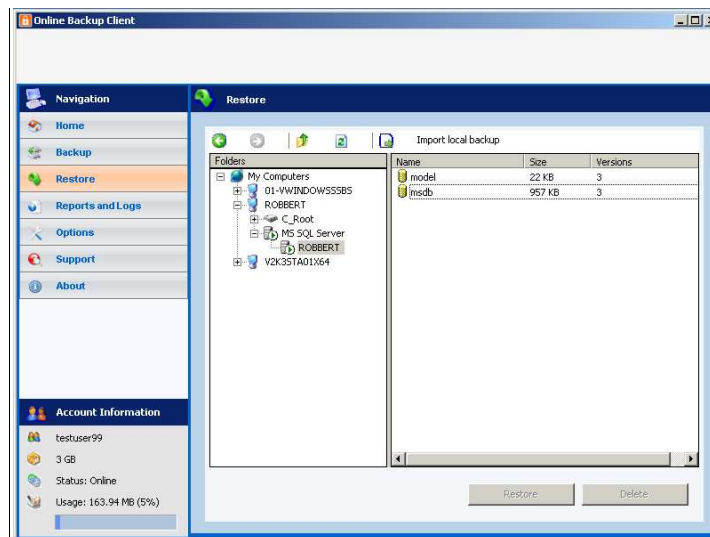 Online Backup Client
Navigation
Home
Backup
Restore
Reports and Logs
Options
Support
About
Account Information
testuser99
3 GB
Status: Online
Usage: 163.94 MB (5%)
Restore
Import local backup
Folders
My Computers
01-VWINDOWSSSBS
ROBBERT
C_Root
MS SQL Server
ROBBERT
V2K3STA01X64
Name Size Versions
model 22 KB 3
msdb 957 KB 3
Restore Delete